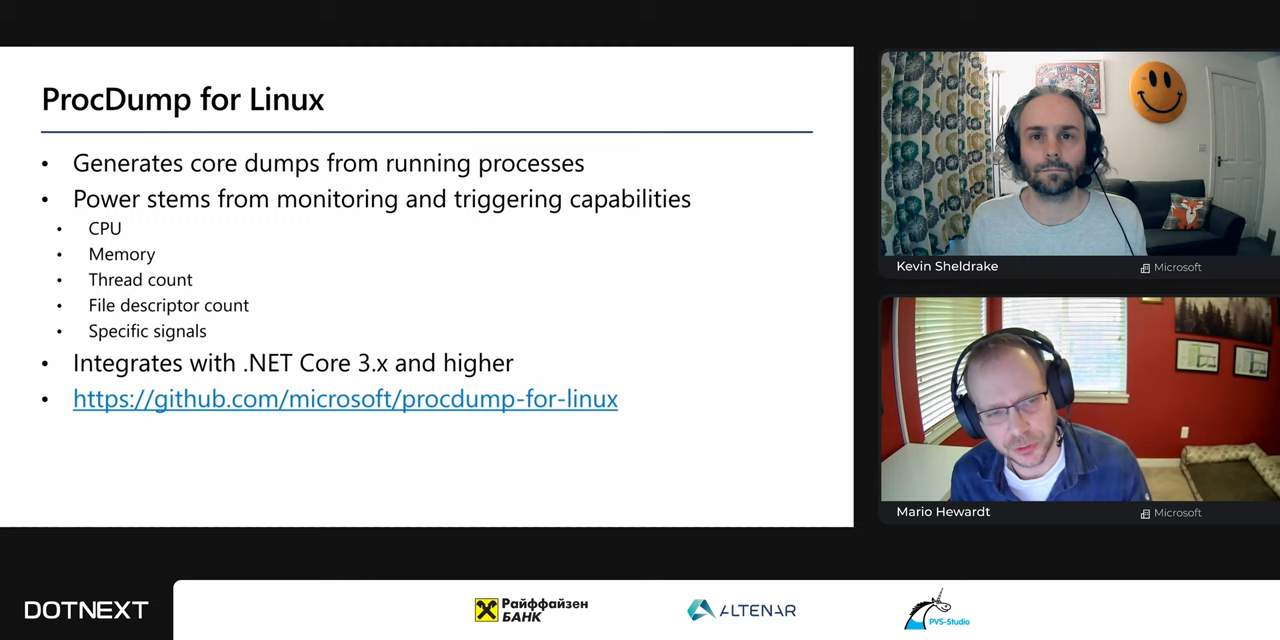 ProcDump for Linux
• Generates core dumps from running processes
• Power stems from monitoring and triggering capabilities
• CPU
• Memory
• Thread count
• File descriptor count
• Specific signals
• Integrates with .NET Core 3.x and higher
• https://github.com/microsoft/procdump-for-linux
Kevin Sheldrake
Microsoft
Mario Hewardt
Microsoft
DOTNEXT
Райффайзен
БАНК
ALTENAR
PVS-Studio